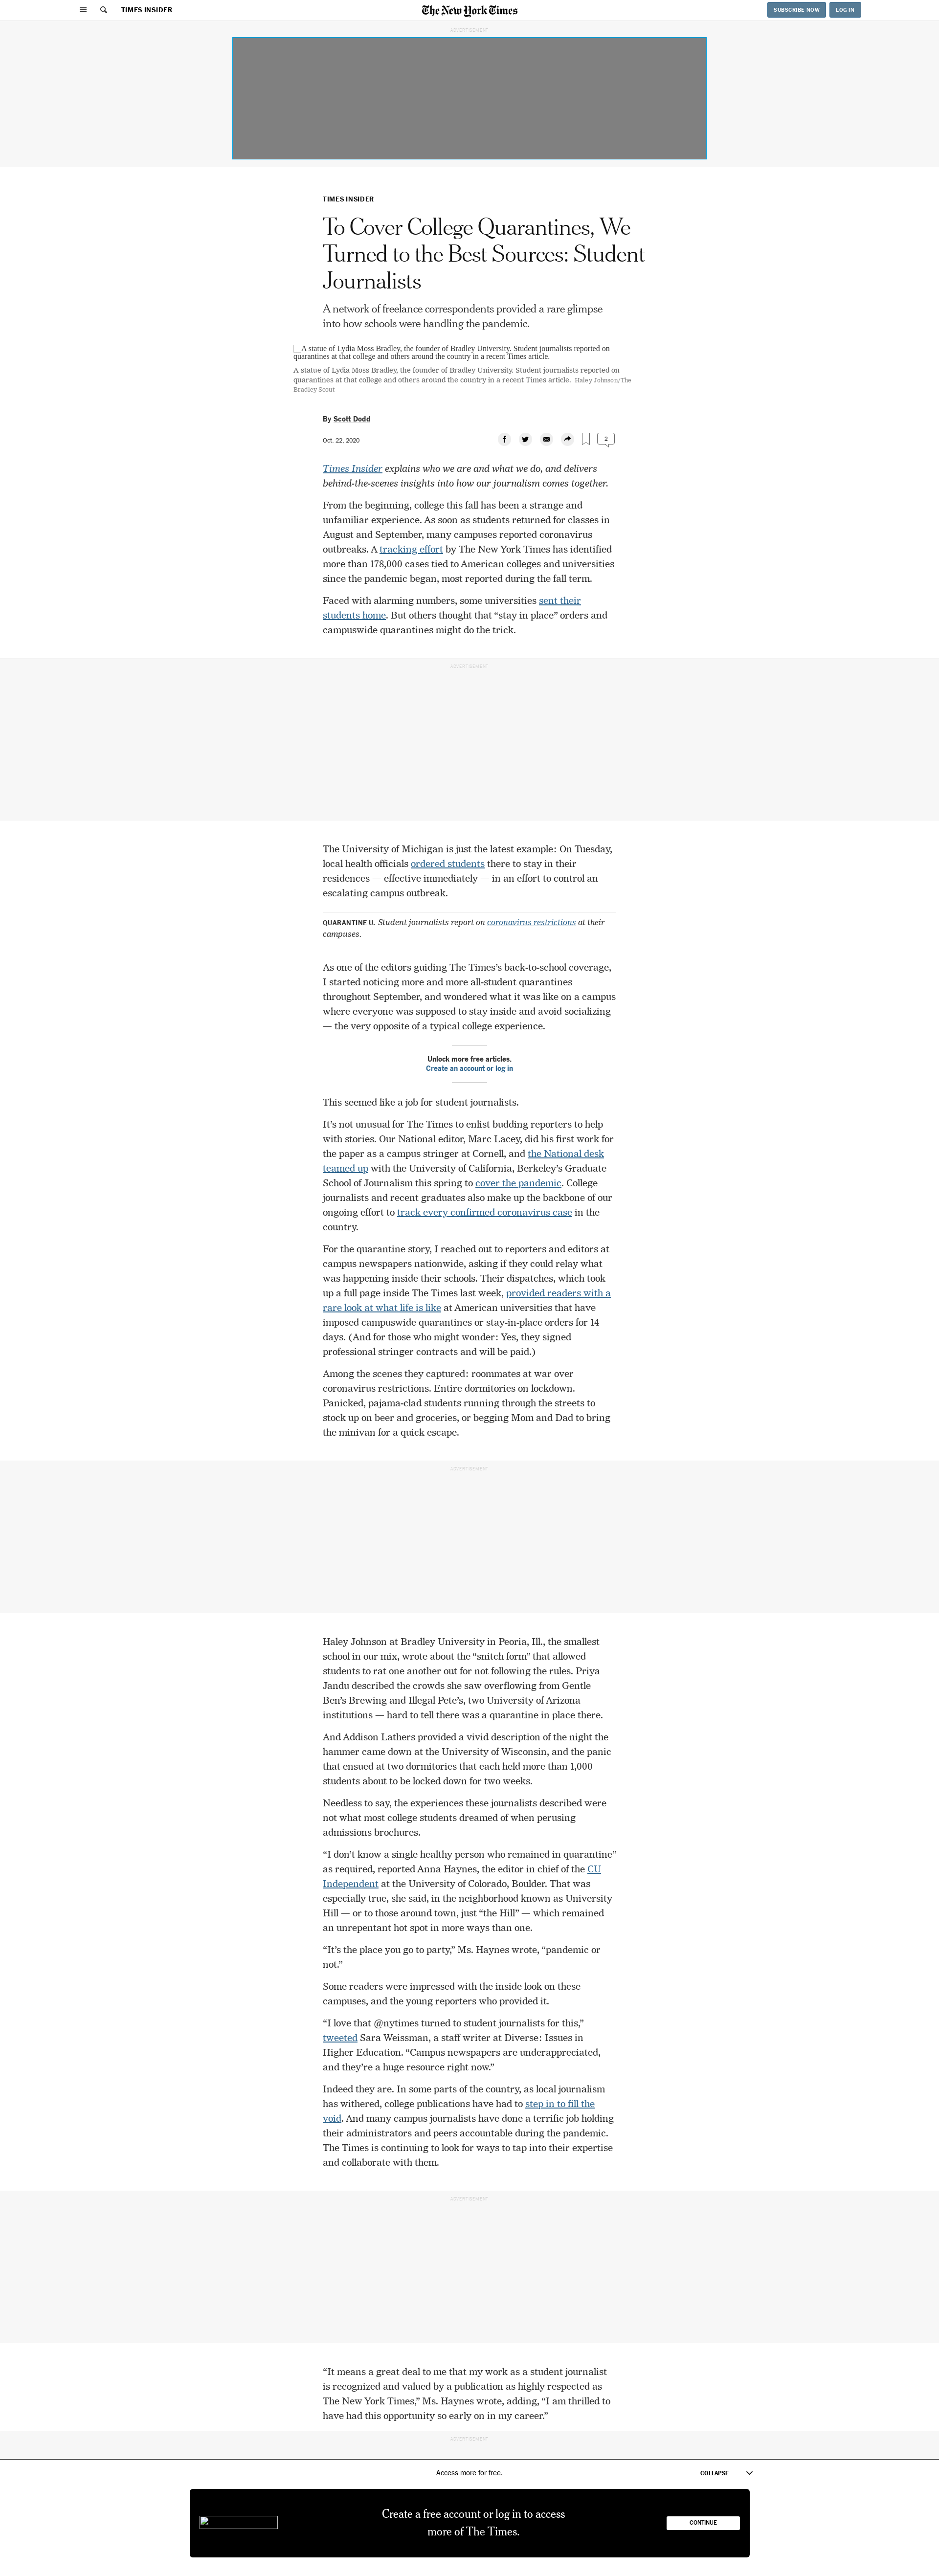 TIMES INSIDER
The New York Times
SUBSCRIBE NOW
LOG IN
ADVERTISEMENT
TIMES INSIDER
To Cover College Quarantines, We
Turned to the Best Sources: Student
Journalists
A network of freelance correspondents provided a rare glimpse
into how schools were handling the pandemic.
A statue of Lydia Moss Bradley, the founder of Bradley University. Student journalists reported on
quarantines at that college and others around the country in a recent Times article.
A statue of Lydia Moss Bradley, the founder of Bradley University. Student journalists reported on
quarantines at that college and others around the country in a recent Times article. Haley Johnson/The
Bradley Scout
By Scott Dodd
Oct. 22, 2020
2
Times Insider explains who we are and what we do, and delivers
behind-the-scenes insights into how our journalism comes together.
From the beginning, college this fall has been a strange and
unfamiliar experience. As soon as students returned for classes in
August and September, many campuses reported coronavirus
outbreaks. A tracking effort by The New York Times has identified
more than 178,000 cases tied to American colleges and universities
since the pandemic began, most reported during the fall term.
Faced with alarming numbers, some universities sent their
students home. But others thought that “stay in place” orders and
campuswide quarantines might do the trick.
ADVERTISEMENT
The University of Michigan is just the latest example: On Tuesday,
local health officials ordered students there to stay in their
residences — effective immediately — in an effort to control an
escalating campus outbreak.
QUARANTINE U. Student journalists report on coronavirus restrictions at their
campuses.
As one of the editors guiding The Times’s back-to-school coverage,
I started noticing more and more all-student quarantines
throughout September, and wondered what it was like on a campus
where everyone was supposed to stay inside and avoid socializing
— the very opposite of a typical college experience.
Unlock more free articles.
Create an account or log in
This seemed like a job for student journalists.
It’s not unusual for The Times to enlist budding reporters to help
with stories. Our National editor, Marc Lacey, did his first work for
the paper as a campus stringer at Cornell, and the National desk
teamed up with the University of California, Berkeley’s Graduate
School of Journalism this spring to cover the pandemic. College
journalists and recent graduates also make up the backbone of our
ongoing effort to track every confirmed coronavirus case in the
country.
For the quarantine story, I reached out to reporters and editors at
campus newspapers nationwide, asking if they could relay what
was happening inside their schools. Their dispatches, which took
up a full page inside The Times last week, provided readers with a
rare look at what life is like at American universities that have
imposed campuswide quarantines or stay-in-place orders for 14
days. (And for those who might wonder: Yes, they signed
professional stringer contracts and will be paid.)
Among the scenes they captured: roommates at war over
coronavirus restrictions. Entire dormitories on lockdown.
Panicked, pajama-clad students running through the streets to
stock up on beer and groceries, or begging Mom and Dad to bring
the minivan for a quick escape.
ADVERTISEMENT
Haley Johnson at Bradley University in Peoria, Ill., the smallest
school in our mix, wrote about the “snitch form” that allowed
students to rat one another out for not following the rules. Priya
Jandu described the crowds she saw overflowing from Gentle
Ben’s Brewing and Illegal Pete’s, two University of Arizona
institutions — hard to tell there was a quarantine in place there.
And Addison Lathers provided a vivid description of the night the
hammer came down at the University of Wisconsin, and the panic
that ensued at two dormitories that each held more than 1,000
students about to be locked down for two weeks.
Needless to say, the experiences these journalists described were
not what most college students dreamed of when perusing
admissions brochures.
“I don’t know a single healthy person who remained in quarantine”
as required, reported Anna Haynes, the editor in chief of the CU
Independent at the University of Colorado, Boulder. That was
especially true, she said, in the neighborhood known as University
Hill — or to those around town, just “the Hill” — which remained
an unrepentant hot spot in more ways than one.
“It’s the place you go to party,” Ms. Haynes wrote, “pandemic or
not.”
Some readers were impressed with the inside look on these
campuses, and the young reporters who provided it.
“I love that @nytimes turned to student journalists for this,”
tweeted Sara Weissman, a staff writer at Diverse: Issues in
Higher Education. “Campus newspapers are underappreciated,
and they’re a huge resource right now.”
Indeed they are. In some parts of the country, as local journalism
has withered, college publications have had to step in to fill the
void. And many campus journalists have done a terrific job holding
their administrators and peers accountable during the pandemic.
The Times is continuing to look for ways to tap into their expertise
and collaborate with them.
ADVERTISEMENT
“It means a great deal to me that my work as a student journalist
is recognized and valued by a publication as highly respected as
The New York Times,” Ms. Haynes wrote, adding, “I am thrilled to
have had this opportunity so early on in my career.”
ADVERTISEMENT
Access more for free.
COLLAPSE
Create a free account or log in to access
more of The Times.
CONTINUE